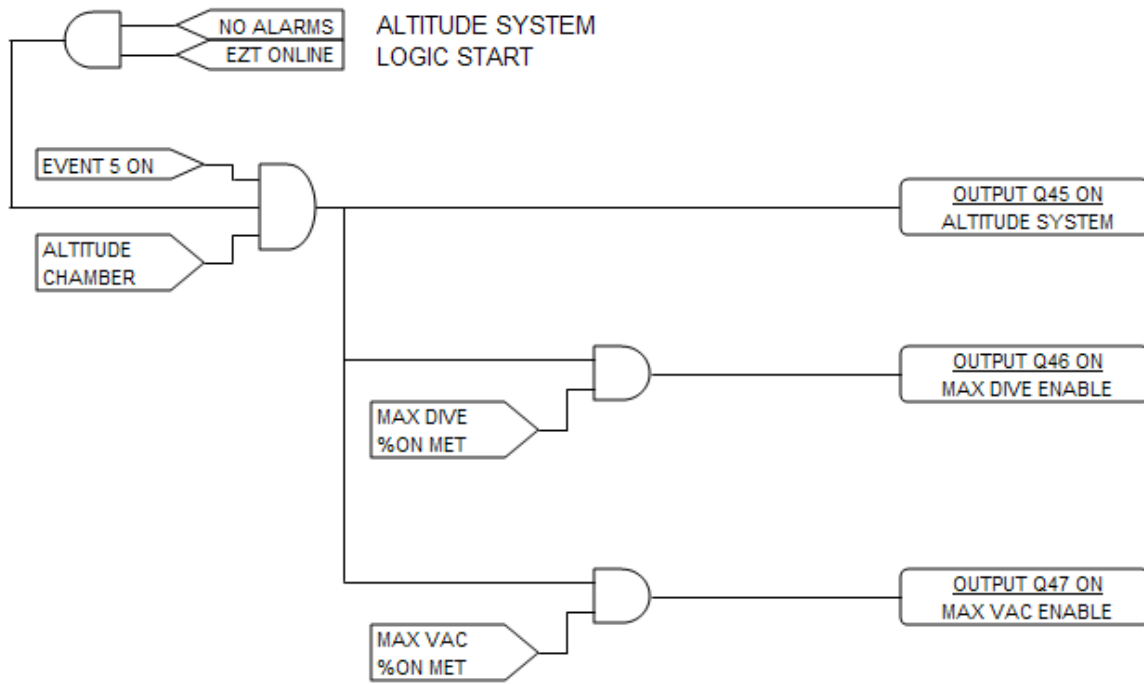 NO ALARMS
EZT ONLINE
ALTITUDE SYSTEM
LOGIC START
EVENT 5 ON
ALTITUDE
CHAMBER
OUTPUT Q45 ON
ALTITUDE SYSTEM
MAX DIVE
%ON MET
OUTPUT Q46 ON
MAX DIVE ENABLE
MAX VAC
%ON MET
OUTPUT Q47 ON
MAX VAC ENABLE